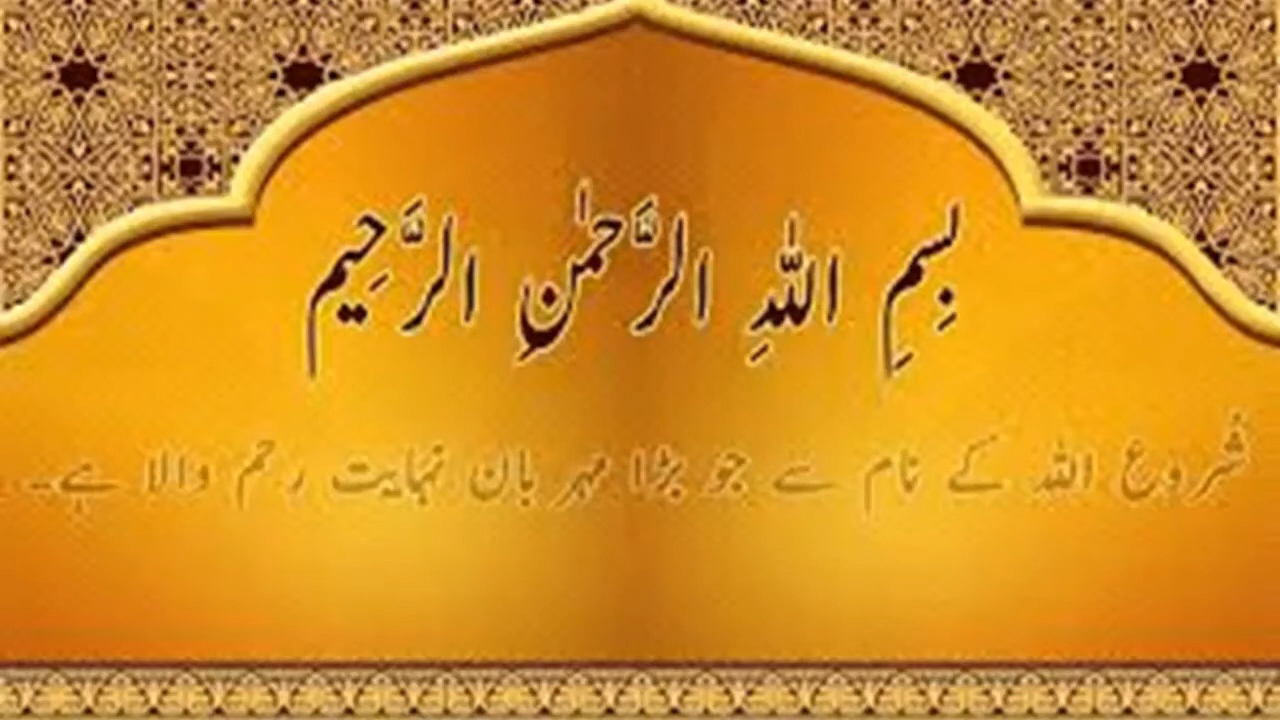 بِسمِ اللّٰهِ الرَّحمٰنِ الرَّحِیم
شروع اللہ کے نام سے جو بڑا مہربان نہایت رحم والا ہے۔